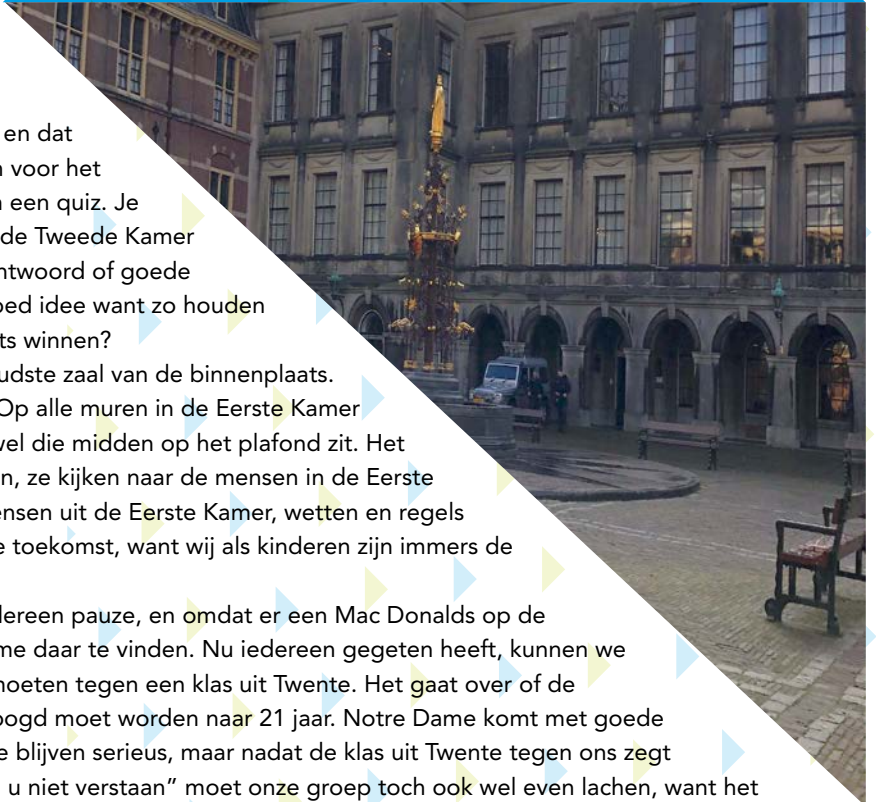 en dat
voor het
een quiz. Je
de Tweede Kamer
ntwoord of goede
oed idee want zo houden
ts winnen?
udste zaal van de binnenplaats.
Op alle muren in de Eerste Kamer
wel die midden op het plafond zit. Het
n, ze kijken naar de mensen in de Eerste
ensen uit de Eerste Kamer, wetten en regels
e toekomst, want wij als kinderen zijn immers de
dereen pauze, en omdat er een Mac Donalds op de
me daar te vinden. Nu iedereen gegeten heeft, kunnen we
noeten tegen een klas uit Twente. Het gaat over of de
oogd moet worden naar 21 jaar. Notre Dame komt met goede
e blijven serieus, maar nadat de klas uit Twente tegen ons zegt
u niet verstaan” moet onze groep toch ook wel even lachen, want het